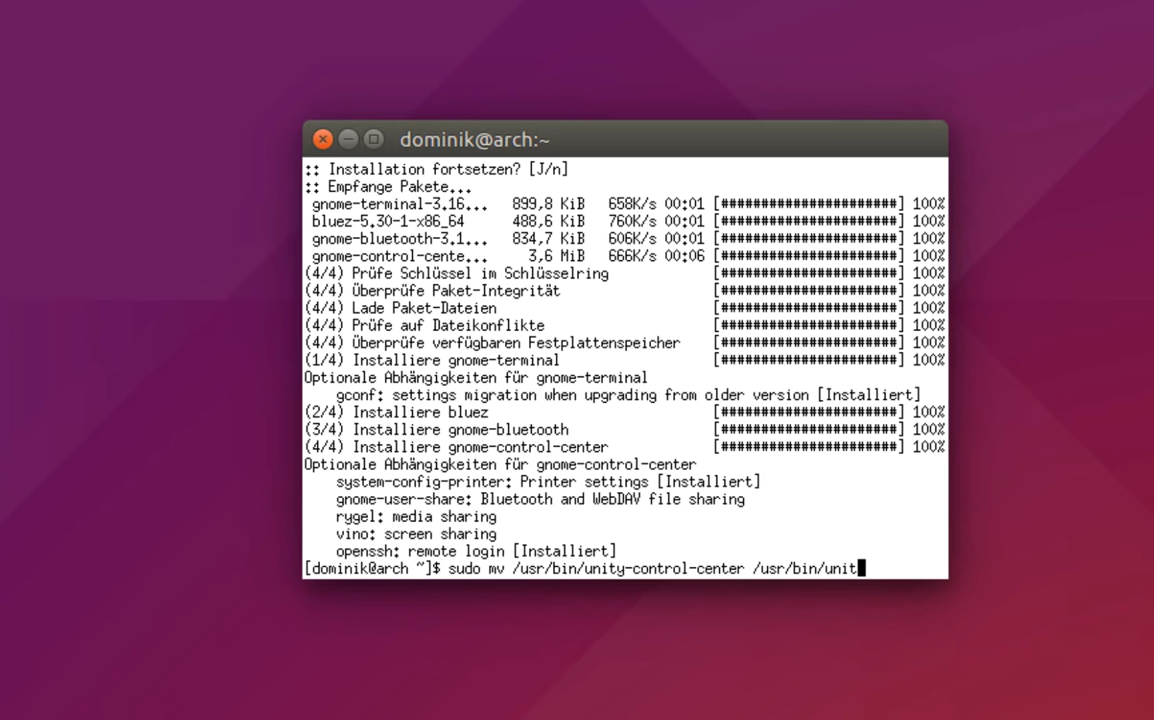 dominik@arch:~
:: Installation fortsetzen? [J/n]
:: Empfange Pakete...
gnome-terminal-3.16... 899,8 KiB 658K/s 00:01 [######################] 100%
bluez-5.30-1-x86_64 488,6 KiB 760K/s 00:01 [######################] 100%
gnome-bluetooth-3.1... 834,7 KiB 606K/s 00:01 [######################] 100%
gnome-control-cente... 3,6 MiB 666K/s 00:06 [######################] 100%
(4/4) Prüfe Schlüssel im Schlüsselring [######################] 100%
(4/4) Überprüfe Paket-Integrität [######################] 100%
(4/4) Lade Paket-Dateien [######################] 100%
(4/4) Prüfe auf Dateikonflikte [######################] 100%
(4/4) Überprüfe verfügbaren Festplattenspeicher [######################] 100%
(1/4) Installiere gnome-terminal [######################] 100%
Optionale Abhängigkeiten für gnome-terminal
gconf: settings migration when upgrading from older version [Installiert]
(2/4) Installiere bluez [######################] 100%
(3/4) Installiere gnome-bluetooth [######################] 100%
(4/4) Installiere gnome-control-center [######################] 100%
Optionale Abhängigkeiten für gnome-control-center
system-config-printer: Printer settings [Installiert]
gnome-user-share: Bluetooth and WebDAV file sharing
rygel: media sharing
vino: screen sharing
openssh: remote login [Installiert]
[dominik@arch ~]$ sudo mv /usr/bin/unity-control-center /usr/bin/unit